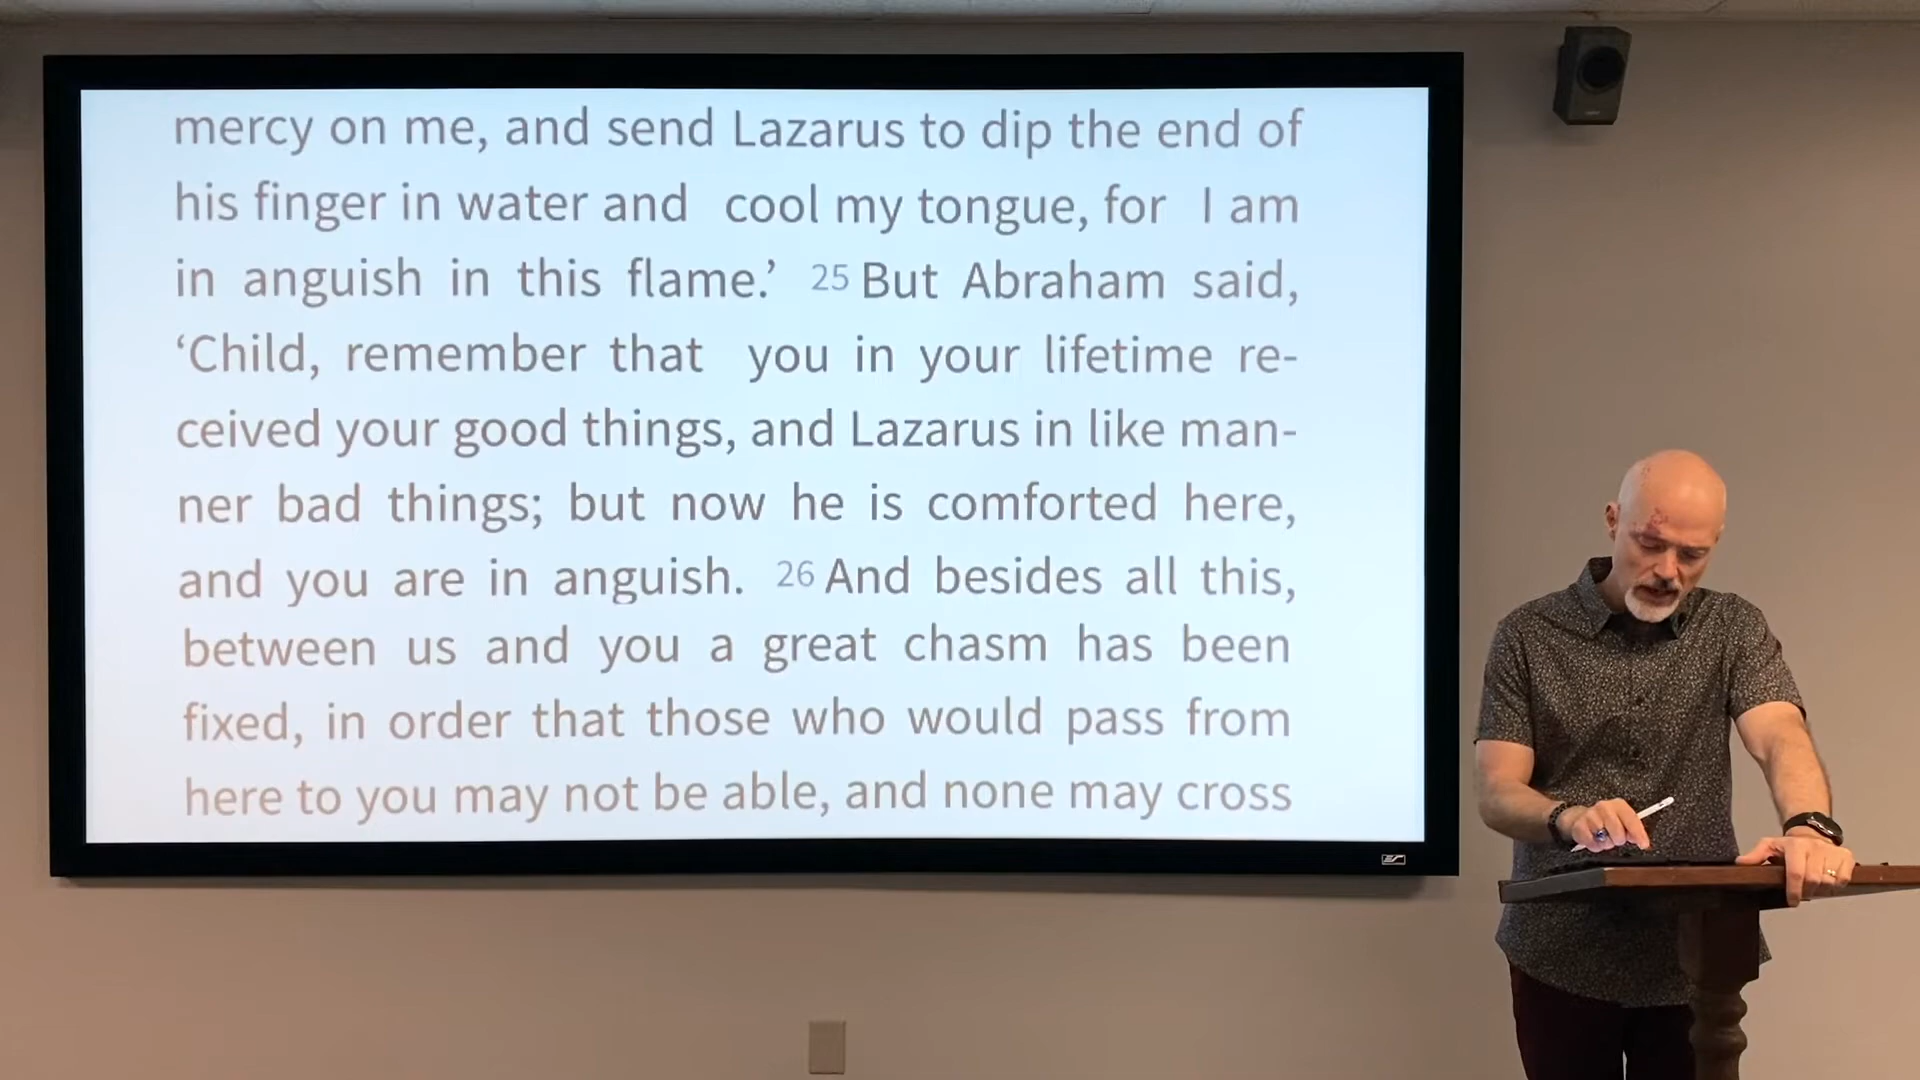 mercy on me, and send Lazarus to dip the end of
his finger in water and cool my tongue, for I am
in anguish in this flame.’ 25 But Abraham said,
‘Child, remember that you in your lifetime re-
ceived your good things, and Lazarus in like man-
ner bad things; but now he is comforted here,
and you are in anguish. 26 And besides all this,
between us and you a great chasm has been
fixed, in order that those who would pass from
here to you may not be able, and none may cross